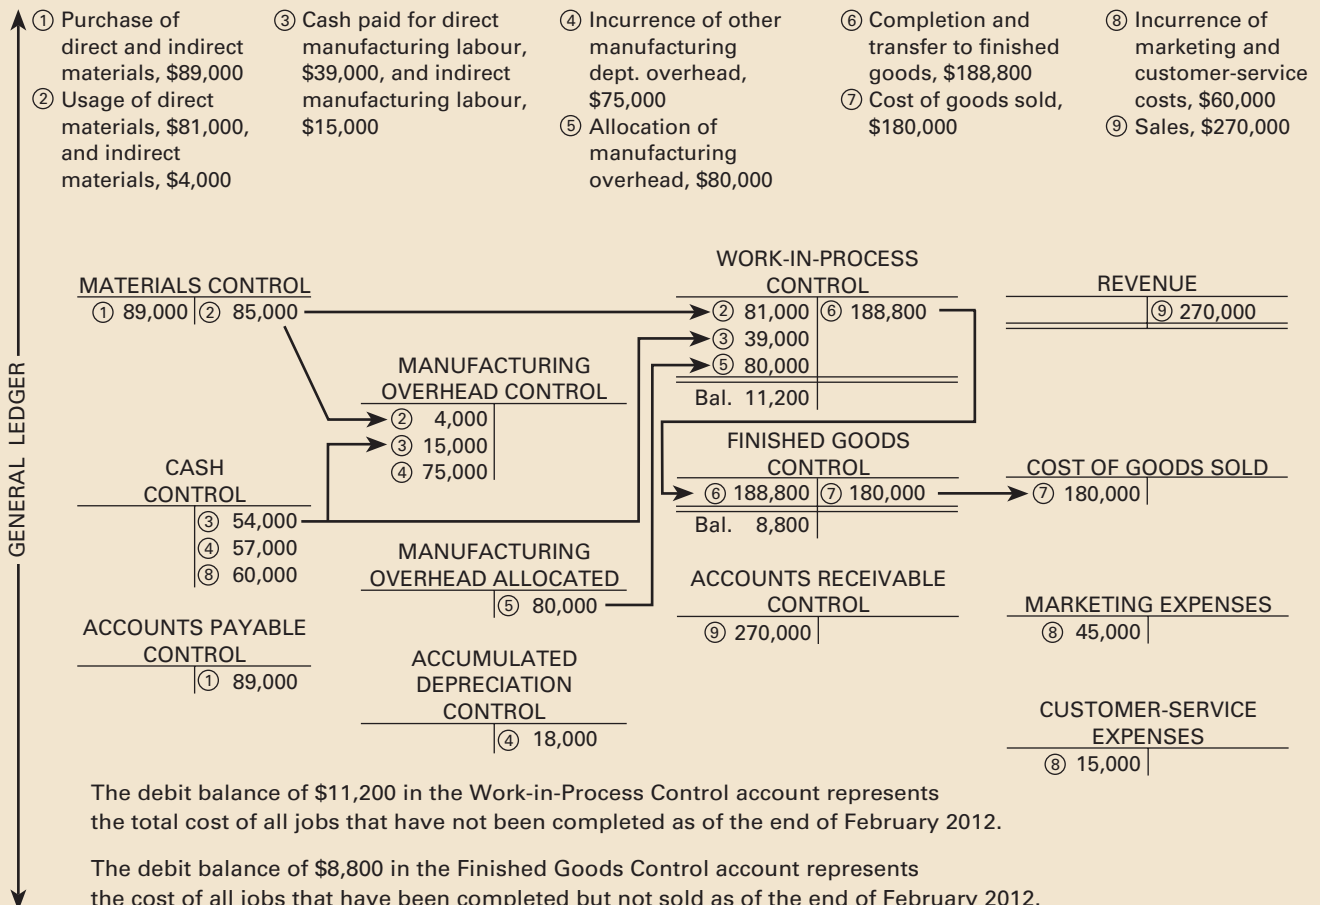 ① Purchase of
direct and indirect
materials, $89,000
② Usage of direct
materials, $81,000,
and indirect
materials, $4,000
③ Cash paid for direct
manufacturing labour,
$39,000, and indirect
manufacturing labour,
$15,000
④ Incurrence of other
manufacturing
dept. overhead,
$75,000
⑤ Allocation of
manufacturing
overhead, $80,000
⑥ Completion and
transfer to finished
goods, $188,800
⑦ Cost of goods sold,
$180,000
⑧ Incurrence of
marketing and
customer-service
costs, $60,000
⑨ Sales, $270,000
GENERAL LEDGER
MATERIALS CONTROL
① 89,000 ② 85,000
CASH
CONTROL
③ 54,000
④ 57,000
⑧ 60,000
ACCOUNTS PAYABLE
CONTROL
① 89,000
MANUFACTURING
OVERHEAD CONTROL
② 4,000
③ 15,000
④ 75,000
MANUFACTURING
OVERHEAD ALLOCATED
⑤ 80,000
ACCUMULATED
DEPRECIATION
CONTROL
④ 18,000
WORK-IN-PROCESS
CONTROL
② 81,000 ⑥ 188,800
③ 39,000
⑤ 80,000
Bal. 11,200
FINISHED GOODS
CONTROL
⑥ 188,800 ⑦ 180,000
Bal. 8,800
ACCOUNTS RECEIVABLE
CONTROL
⑨ 270,000
REVENUE
⑨ 270,000
COST OF GOODS SOLD
⑦ 180,000
MARKETING EXPENSES
⑧ 45,000
CUSTOMER-SERVICE
EXPENSES
⑧ 15,000
The debit balance of $11,200 in the Work-in-Process Control account represents
the total cost of all jobs that have not been completed as of the end of February 2012.
The debit balance of $8,800 in the Finished Goods Control account represents
the cost of all jobs that have been completed but not sold as of the end of February 2012.